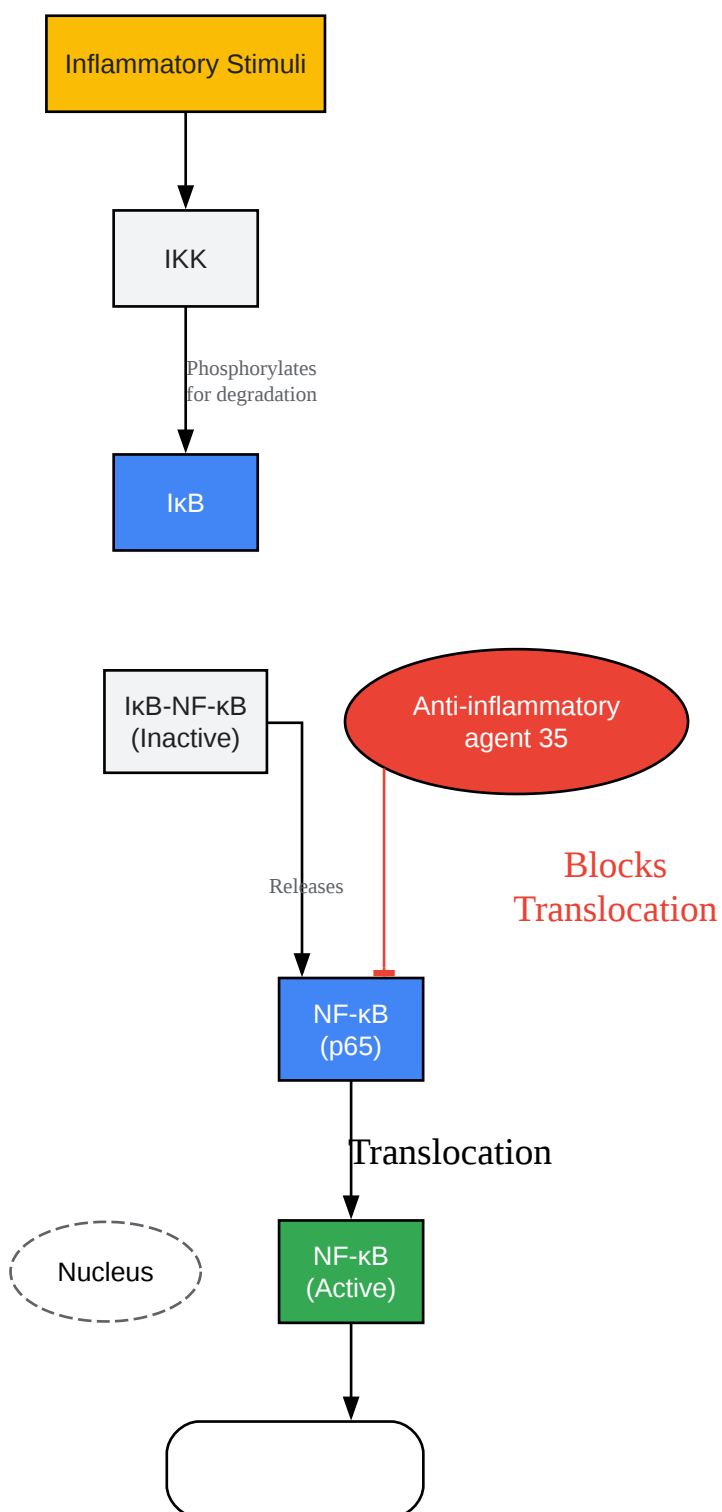 Inflammatory Stimuli
IKK
Phosphorylates
for degradation
IκB
IκB-NF-κB
(Inactive)
Anti-inflammatory
agent 35
Blocks
Translocation
Releases
NF-κB
(p65)
Translocation
Nucleus
NF-κB
(Active)